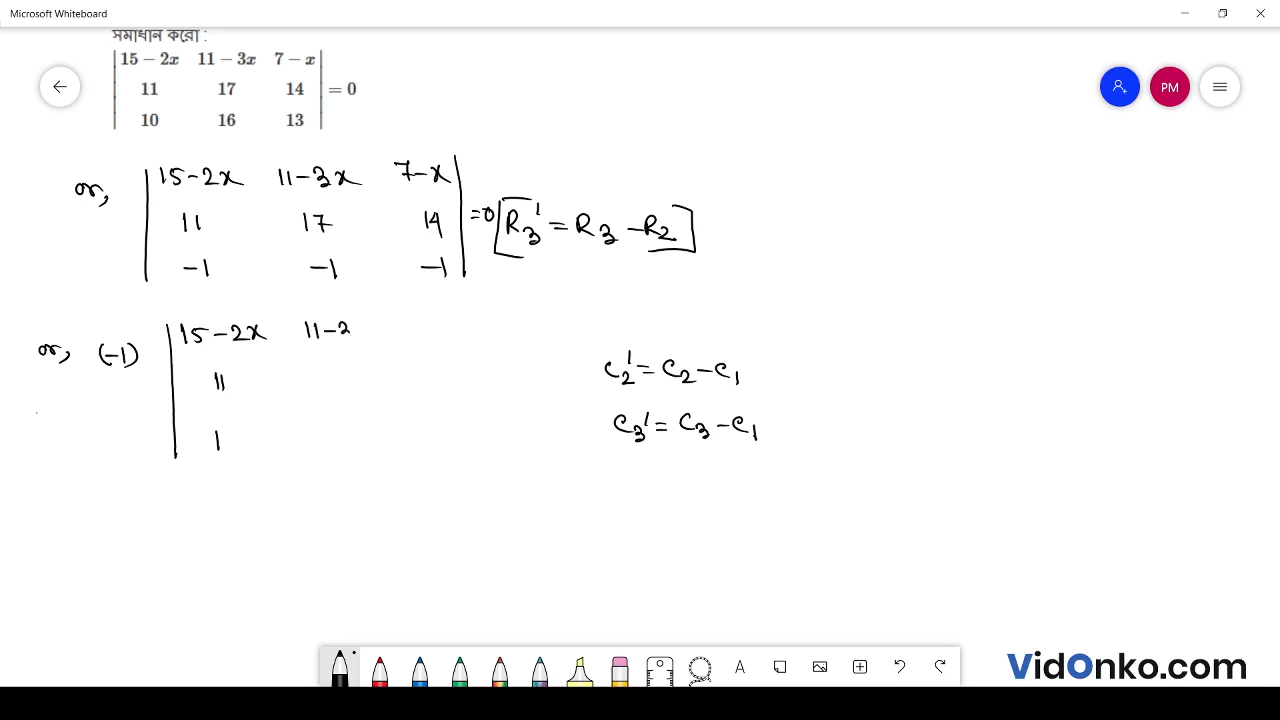 Microsoft Whiteboard
সমাধান করো :
| 15 − 2x 11 − 3x 7 − x |
| 11 17 14 | = 0
| 10 16 13 |
PM
or, | 15-2x 11-3x 7-x |
| 11 17 14 | =0 [R₃' = R₃ - R₂]
| -1 -1 -1 |
or, (-1) | 15-2x 11-2
| 11
| 1
C₂' = C₂ - C₁
C₃' = C₃ - C₁
A
VidOnko.com